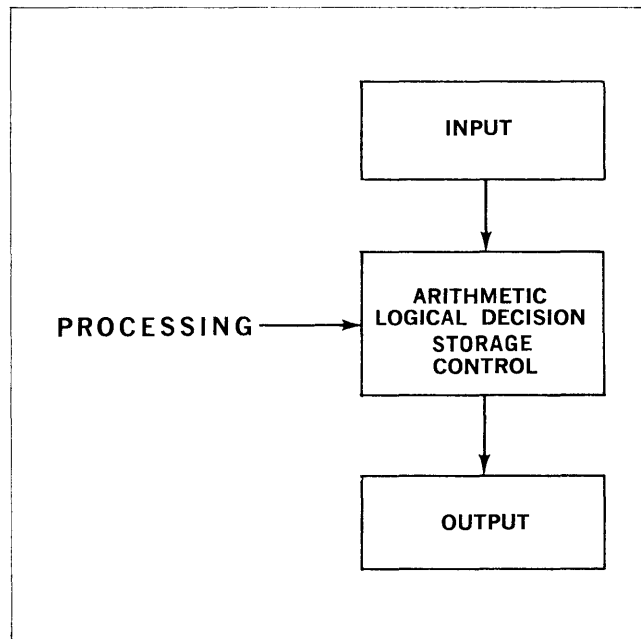 INPUT
PROCESSING
ARITHMETIC
LOGICAL DECISION
STORAGE
CONTROL
OUTPUT